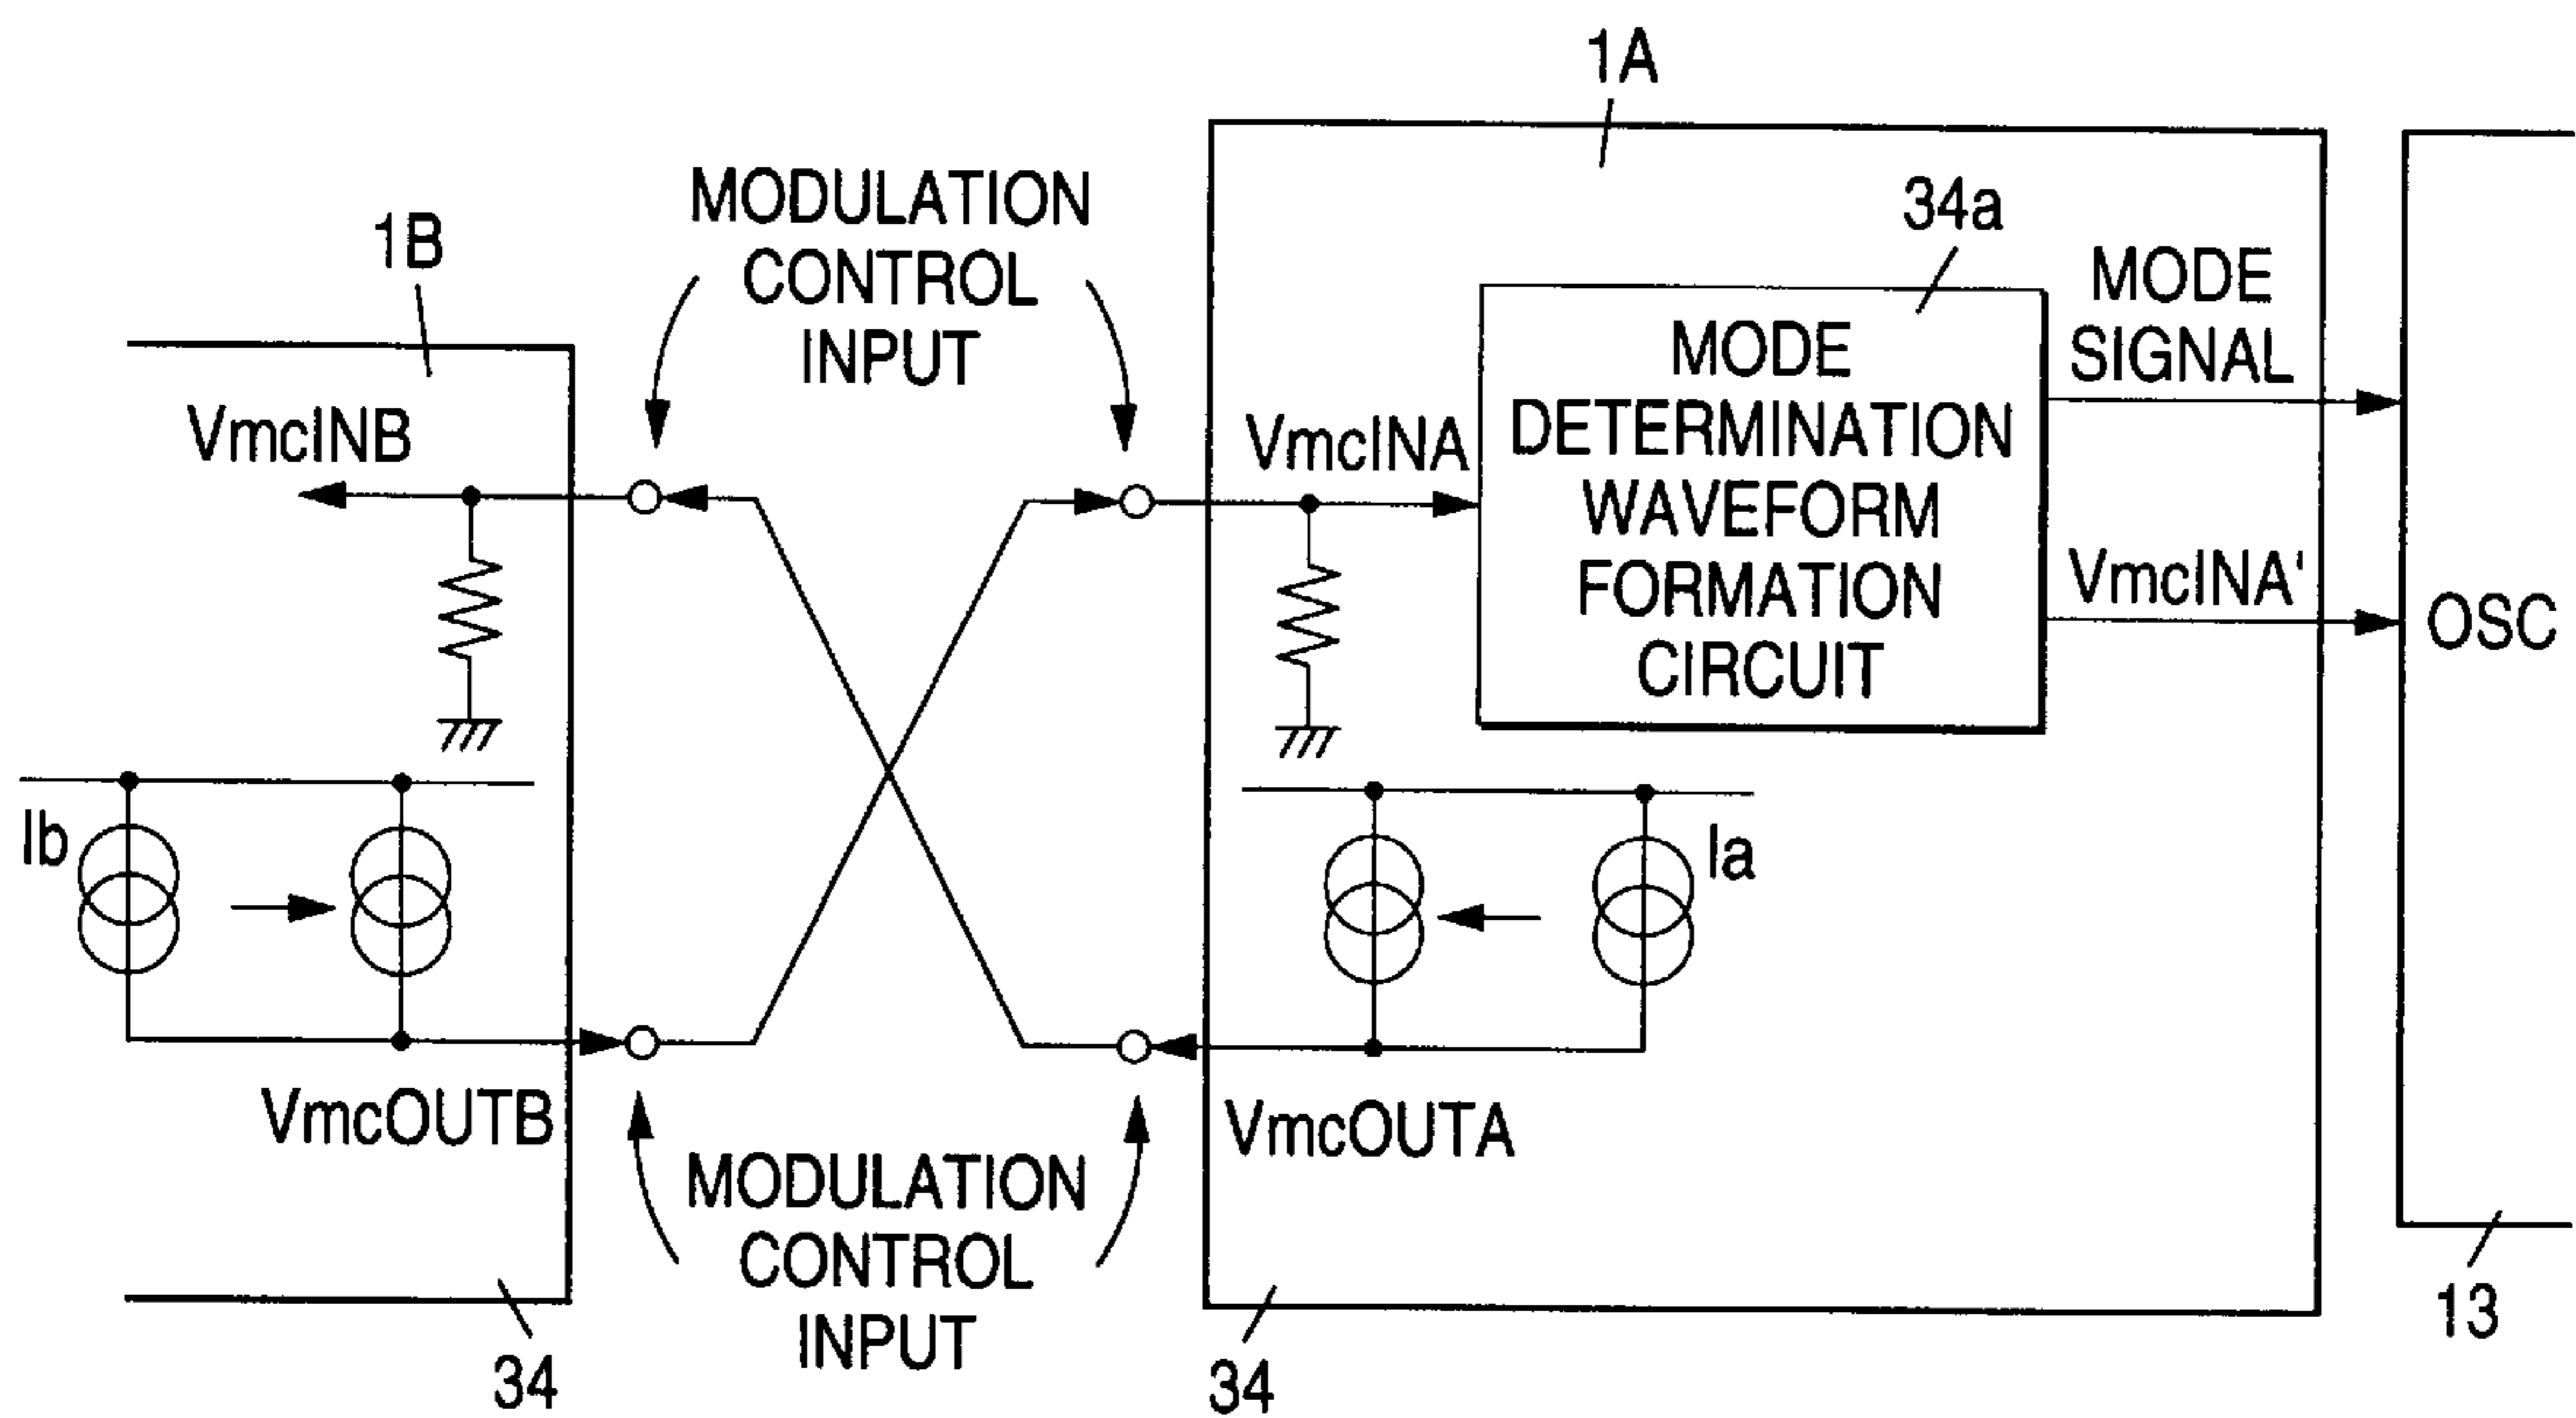 1A
MODULATION
CONTROL
INPUT
1B
34a
MODE
SIGNAL
MODE
DETERMINATION
WAVEFORM
FORMATION
CIRCUIT
VmcINB
VmcINA
VmcINA'
OSC
Ib
Ia
VmcOUTB
VmcOUTA
MODULATION
CONTROL
INPUT
13
34
34